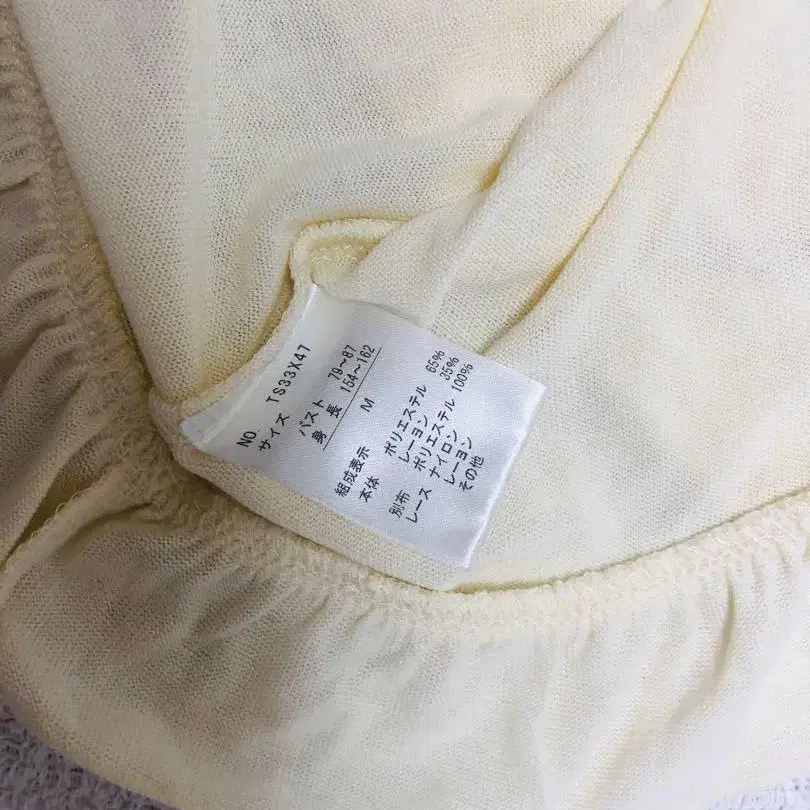 NO. TS33X47
サイズ
バスト 79～87
身長 154～162
M
組成表示
本体 ポリエステル 65%
レーヨン 35%
別布 ポリエステル 100%
レース ナイロン
レーヨン
その他